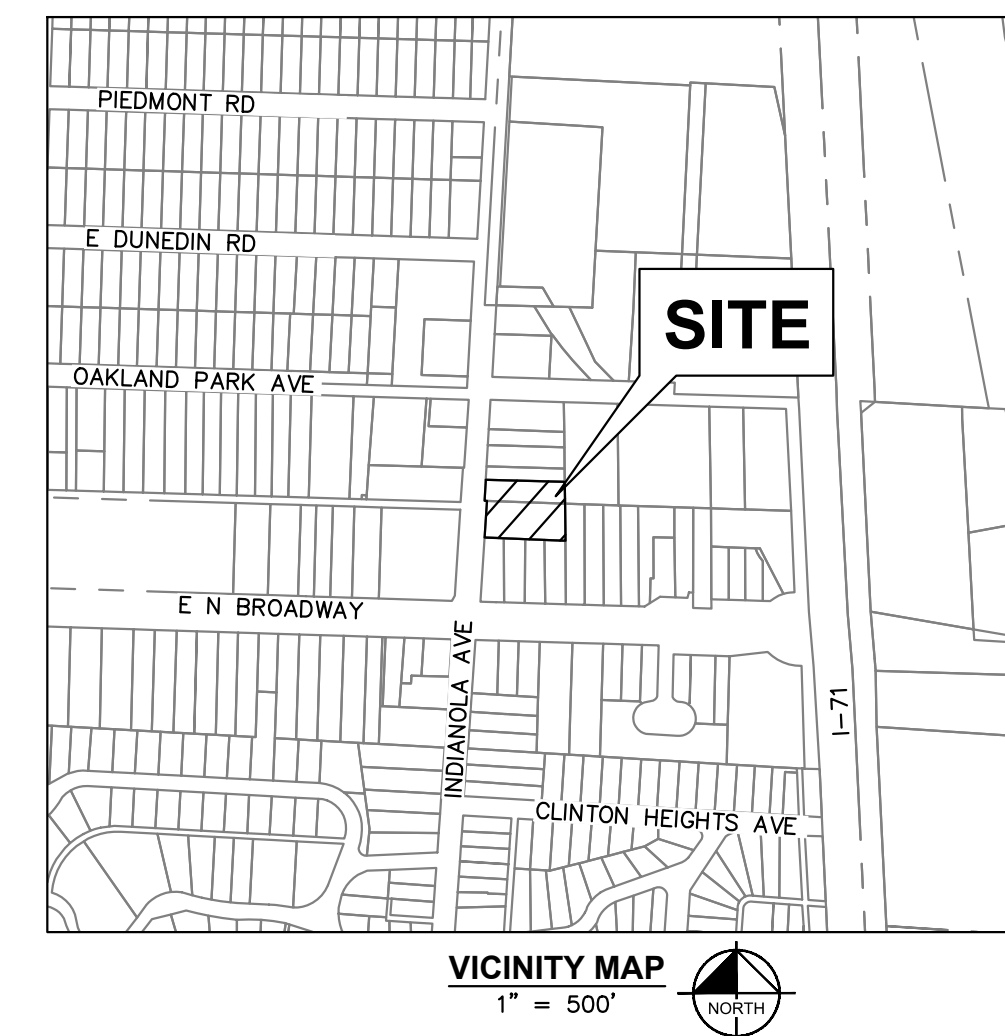 PIEDMONT RD
E DUNEDIN RD
SITE
OAKLAND PARK AVE
E N BROADWAY
INDIANOLA AVE
I-71
CLINTON HEIGHTS AVE
VICINITY MAP
1" = 500'
NORTH